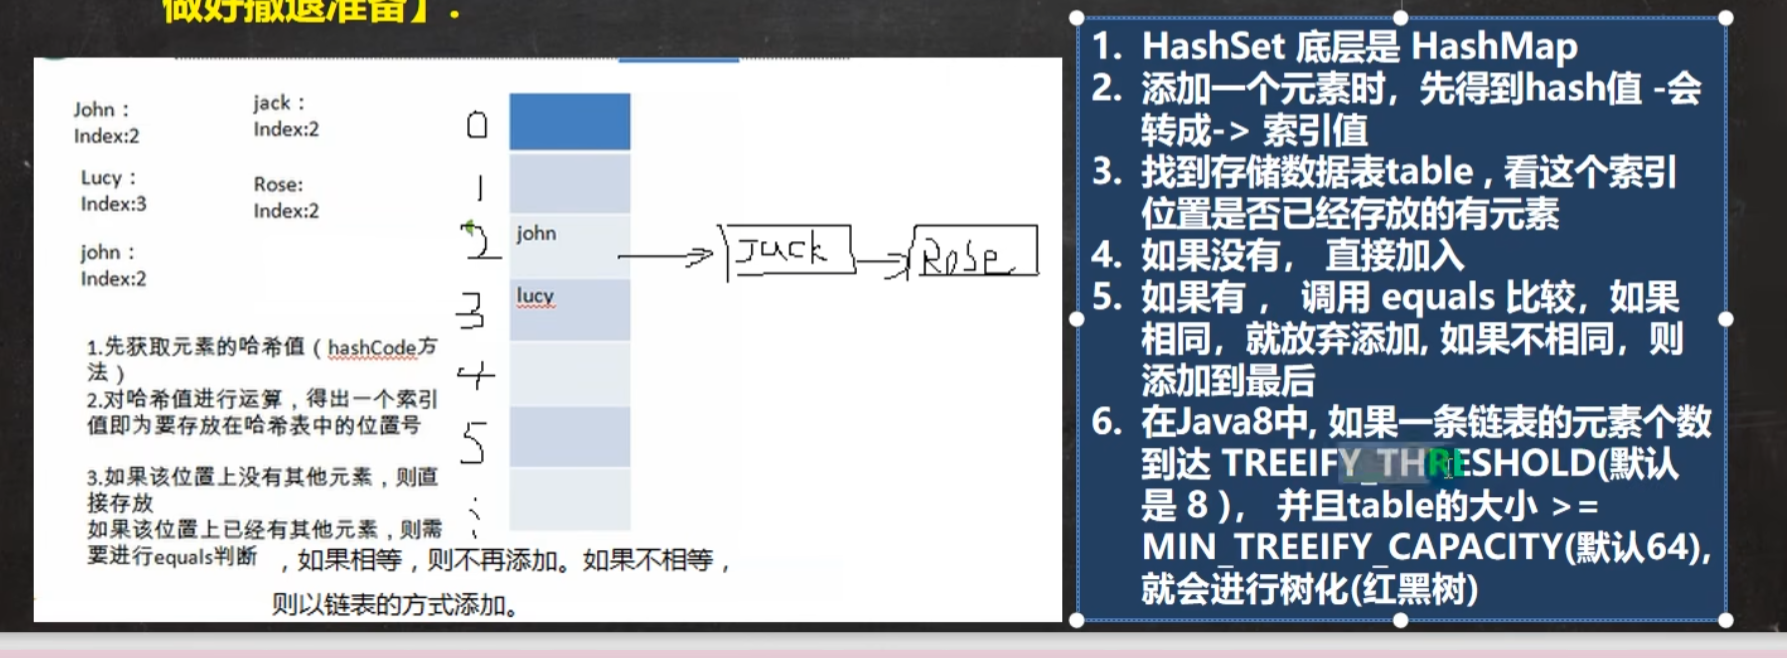 做好撤退准备】.
John：
Index:2
jack：
Index:2
Lucy：
Index:3
Rose:
Index:2
john：
Index:2
1.先获取元素的哈希值（hashCode方
法）
2.对哈希值进行运算，得出一个索引
值即为要存放在哈希表中的位置号
3.如果该位置上没有其他元素，则直
接存放
如果该位置上已经有其他元素，则需
要进行equals判断 ，如果相等，则不再添加。如果不相等，
则以链表的方式添加。
0
1
2
john
Jack
Rose
3
lucy
4
5
1. HashSet 底层是 HashMap
2. 添加一个元素时，先得到hash值 -会
转成-> 索引值
3. 找到存储数据表table , 看这个索引
位置是否已经存放的有元素
4. 如果没有， 直接加入
5. 如果有 ， 调用 equals 比较，如果
相同，就放弃添加, 如果不相同，则
添加到最后
6. 在Java8中, 如果一条链表的元素个数
到达 TREEIFY_THRESHOLD(默认
是 8 )， 并且table的大小 >=
MIN_TREEIFY_CAPACITY(默认64),
就会进行树化(红黑树)